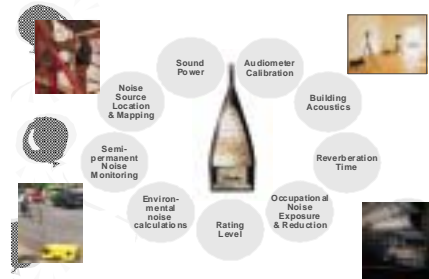 Sound
Power
Audiometer
Calibration
Noise
Source
Location
& Mapping
Building
Acoustics
Semi-
permanent
Noise
Monitoring
Reverberation
Time
Environ-
mental
noise
calculations
Rating
Level
Occupational
Noise
Exposure
& Reduction